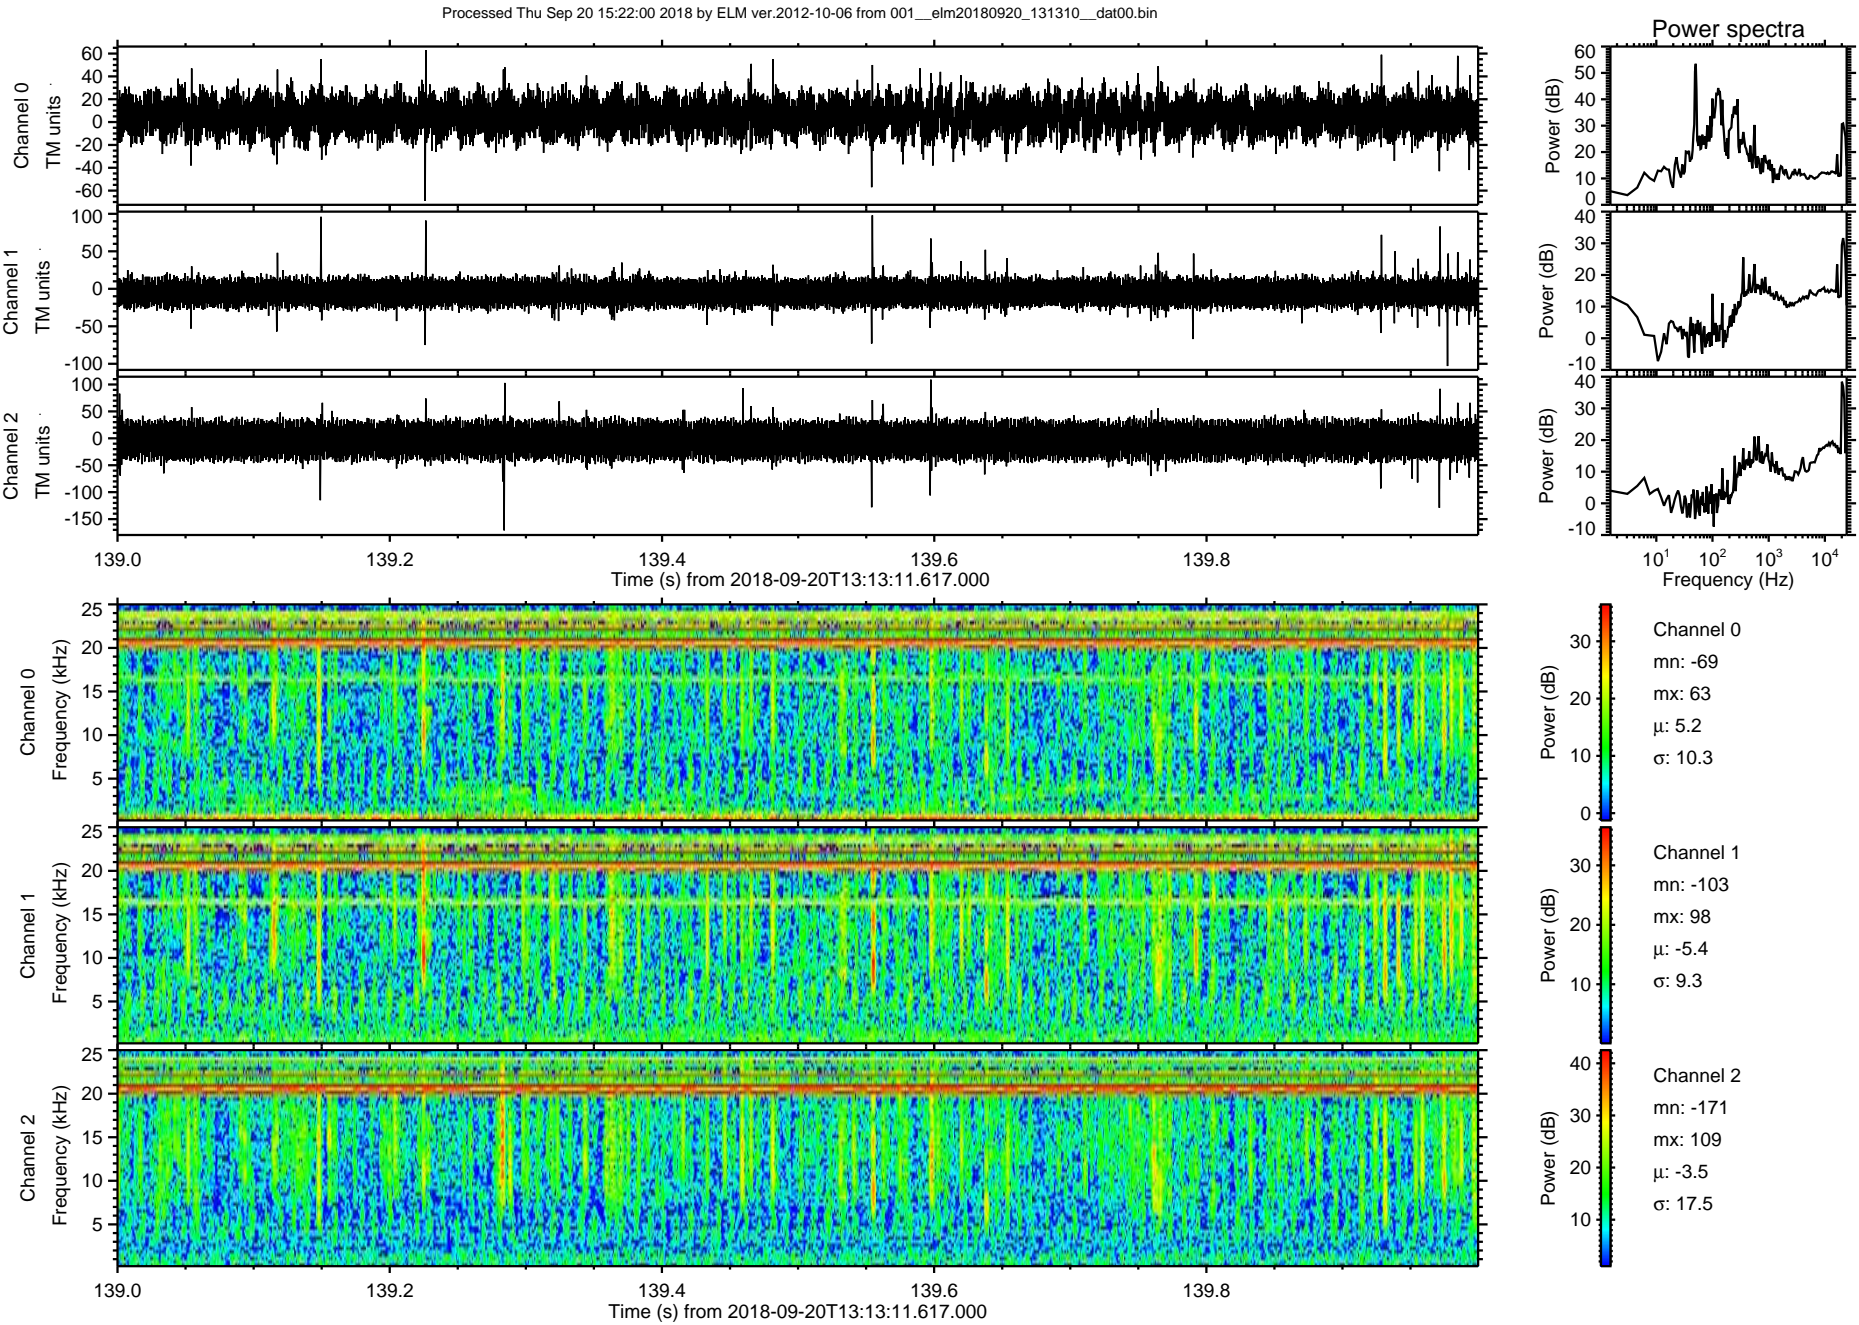 Processed Thu Sep 20 15:22:00 2018 by ELM ver.2012-10-06 from 001__elm20180920_131310__dat00.bin
Power spectra
Channel 0
TM units
60
40
20
0
-20
-40
-60
Power (dB)
60
50
40
30
20
10
0
Channel 1
TM units
100
50
0
-50
-100
Power (dB)
40
30
20
10
0
-10
Channel 2
TM units
100
50
0
-50
-100
-150
Power (dB)
40
30
20
10
0
-10
139.0 139.2 139.4 139.6 139.8
Time (s) from 2018-09-20T13:13:11.617.000
10¹ 10² 10³ 10⁴
Frequency (Hz)
Channel 0
Frequency (kHz)
25
20
15
10
5
Power (dB)
30
20
10
0
Channel 0
mn: -69
mx: 63
μ: 5.2
σ: 10.3
Channel 1
Frequency (kHz)
25
20
15
10
5
Power (dB)
30
20
10
Channel 1
mn: -103
mx: 98
μ: -5.4
σ: 9.3
Channel 2
Frequency (kHz)
25
20
15
10
5
Power (dB)
40
30
20
10
Channel 2
mn: -171
mx: 109
μ: -3.5
σ: 17.5
139.0 139.2 139.4 139.6 139.8
Time (s) from 2018-09-20T13:13:11.617.000